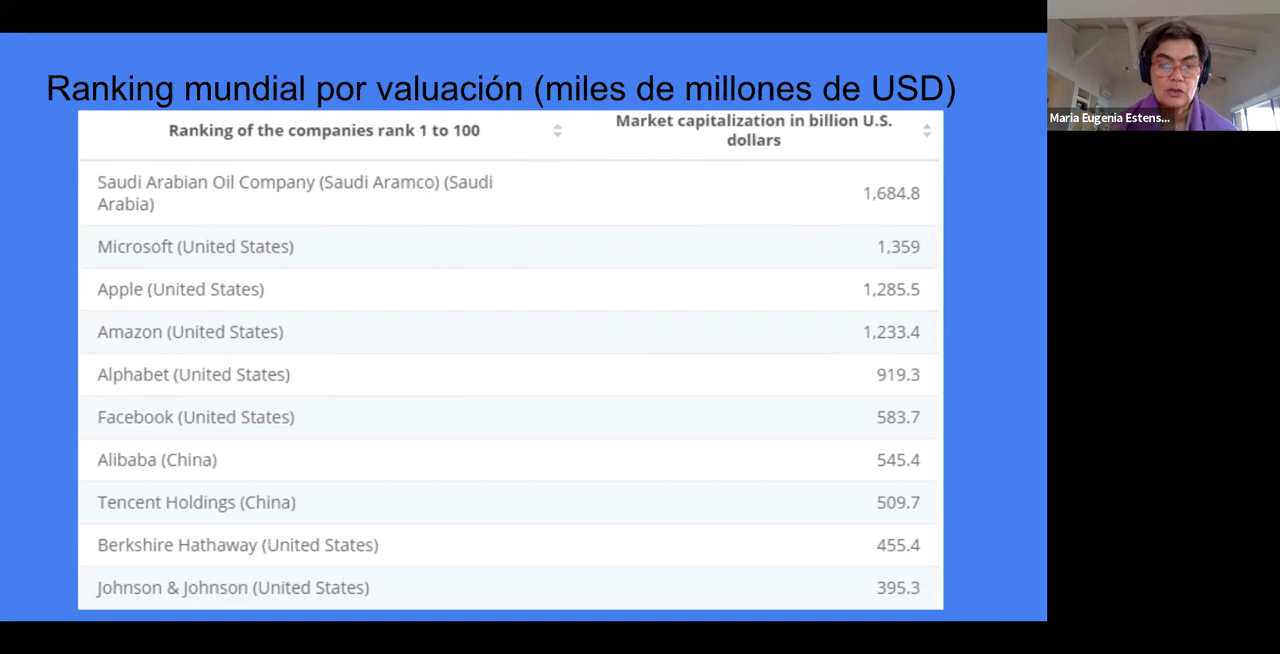 Ranking mundial por valuación (miles de millones de USD)
Ranking of the companies rank 1 to 100
Market capitalization in billion U.S.
dollars
Saudi Arabian Oil Company (Saudi Aramco) (Saudi
Arabia)
1,684.8
Microsoft (United States)
1,359
Apple (United States)
1,285.5
Amazon (United States)
1,233.4
Alphabet (United States)
919.3
Facebook (United States)
583.7
Alibaba (China)
545.4
Tencent Holdings (China)
509.7
Berkshire Hathaway (United States)
455.4
Johnson & Johnson (United States)
395.3
Maria Eugenia Estens...